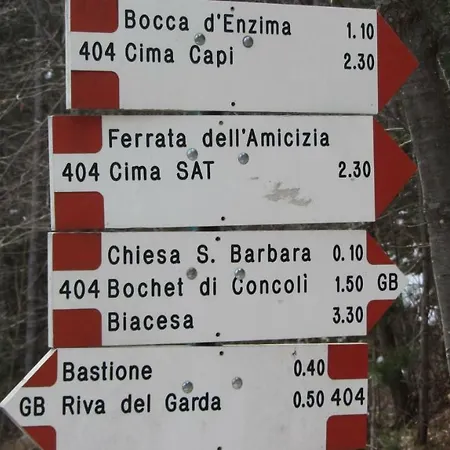 Bocca d'Enzima 1.10
404 Cima Capi 2.30
Ferrata dell'Amicizia
404 Cima SAT 2.30
Chiesa S. Barbara 0.10
404 Bochet di Concoli 1.50 GB
Biacesa 3.30
Bastione 0.40
GB Riva del Garda 0.50 404